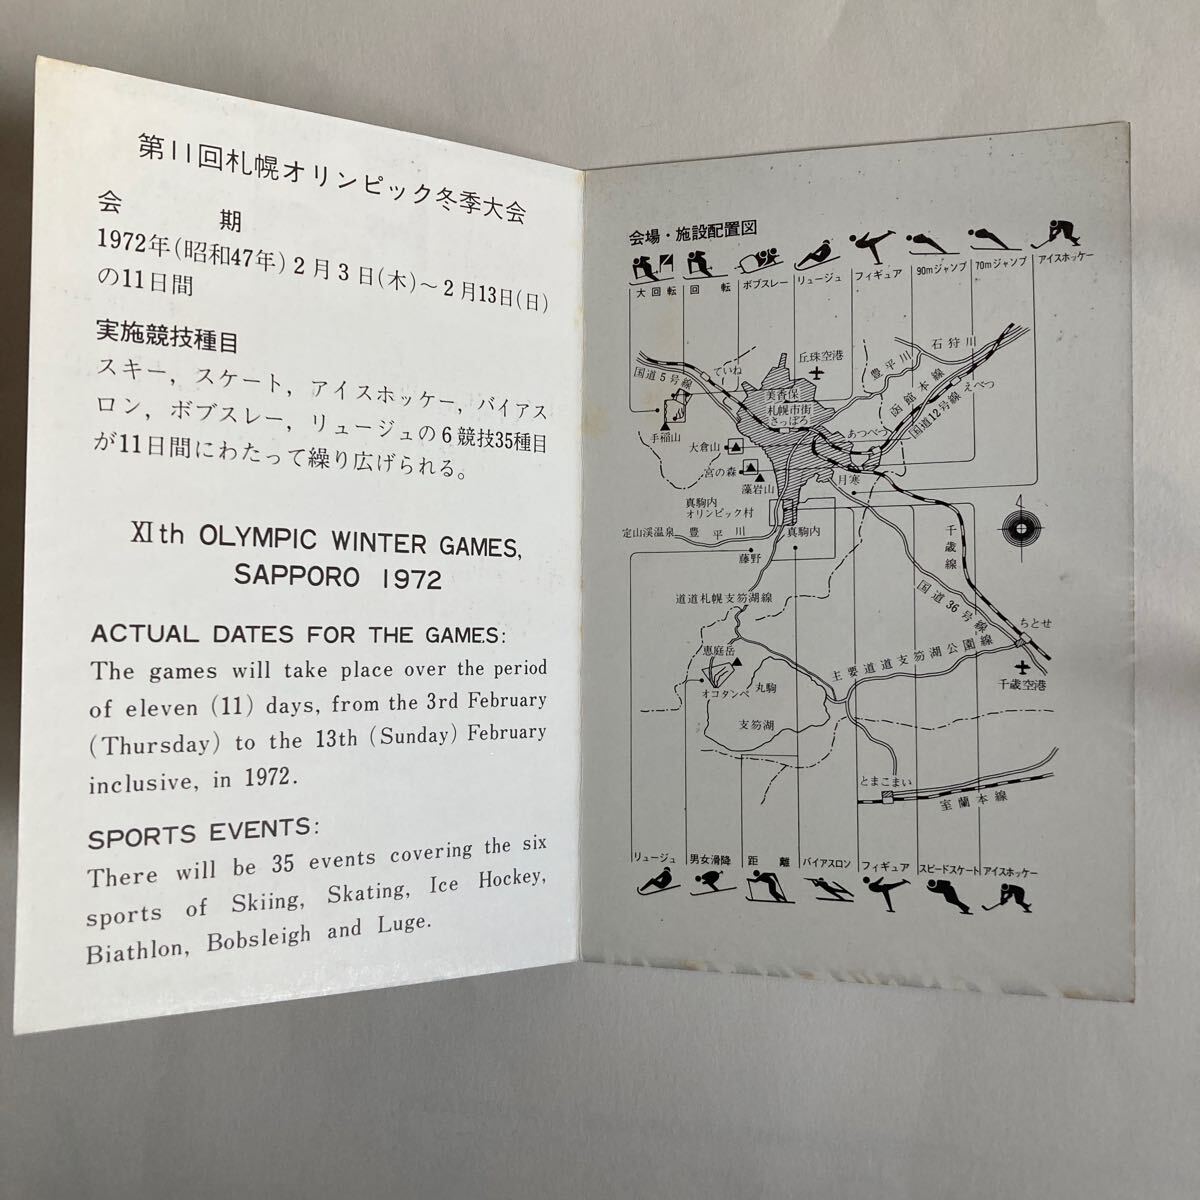 第11回札幌オリンピック冬季大会
会 期
1972年(昭和47年)2月3日(木)～2月13日(日)
の11日間
実施競技種目
スキー，スケート，アイスホッケー，バイアス
ロン，ボブスレー，リュージュの6競技35種目
が11日間にわたって繰り広げられる。
XIth OLYMPIC WINTER GAMES,
SAPPORO 1972
ACTUAL DATES FOR THE GAMES:
The games will take place over the period
of eleven (11) days, from the 3rd February
(Thursday) to the 13th (Sunday) February
inclusive, in 1972.
SPORTS EVENTS:
There will be 35 events covering the six
sports of Skiing, Skating, Ice Hockey,
Biathlon, Bobsleigh and Luge.
会場・施設配置図
大回転 回転 ボブスレー リュージュ フィギュア 90mジャンプ 70mジャンプ アイスホッケー
石狩川
丘珠空港
豊平川
国道5号線
ていね
函館本線
えべつ
美香保
札幌市街
さっぽろ
国道12号線
手稲山
大倉山
あつべつ
宮の森
月寒
藻岩山
真駒内
オリンピック村
定山渓温泉
豊平川
真駒内
千歳線
藤野
道道札幌支笏湖線
国道36号線
ちとせ
恵庭岳
主要道道支笏湖公園線
千歳空港
オコタンペ
丸駒
支笏湖
とまこまい
室蘭本線
リュージュ 男女滑降 距離 バイアスロン フィギュア スピードスケート アイスホッケー